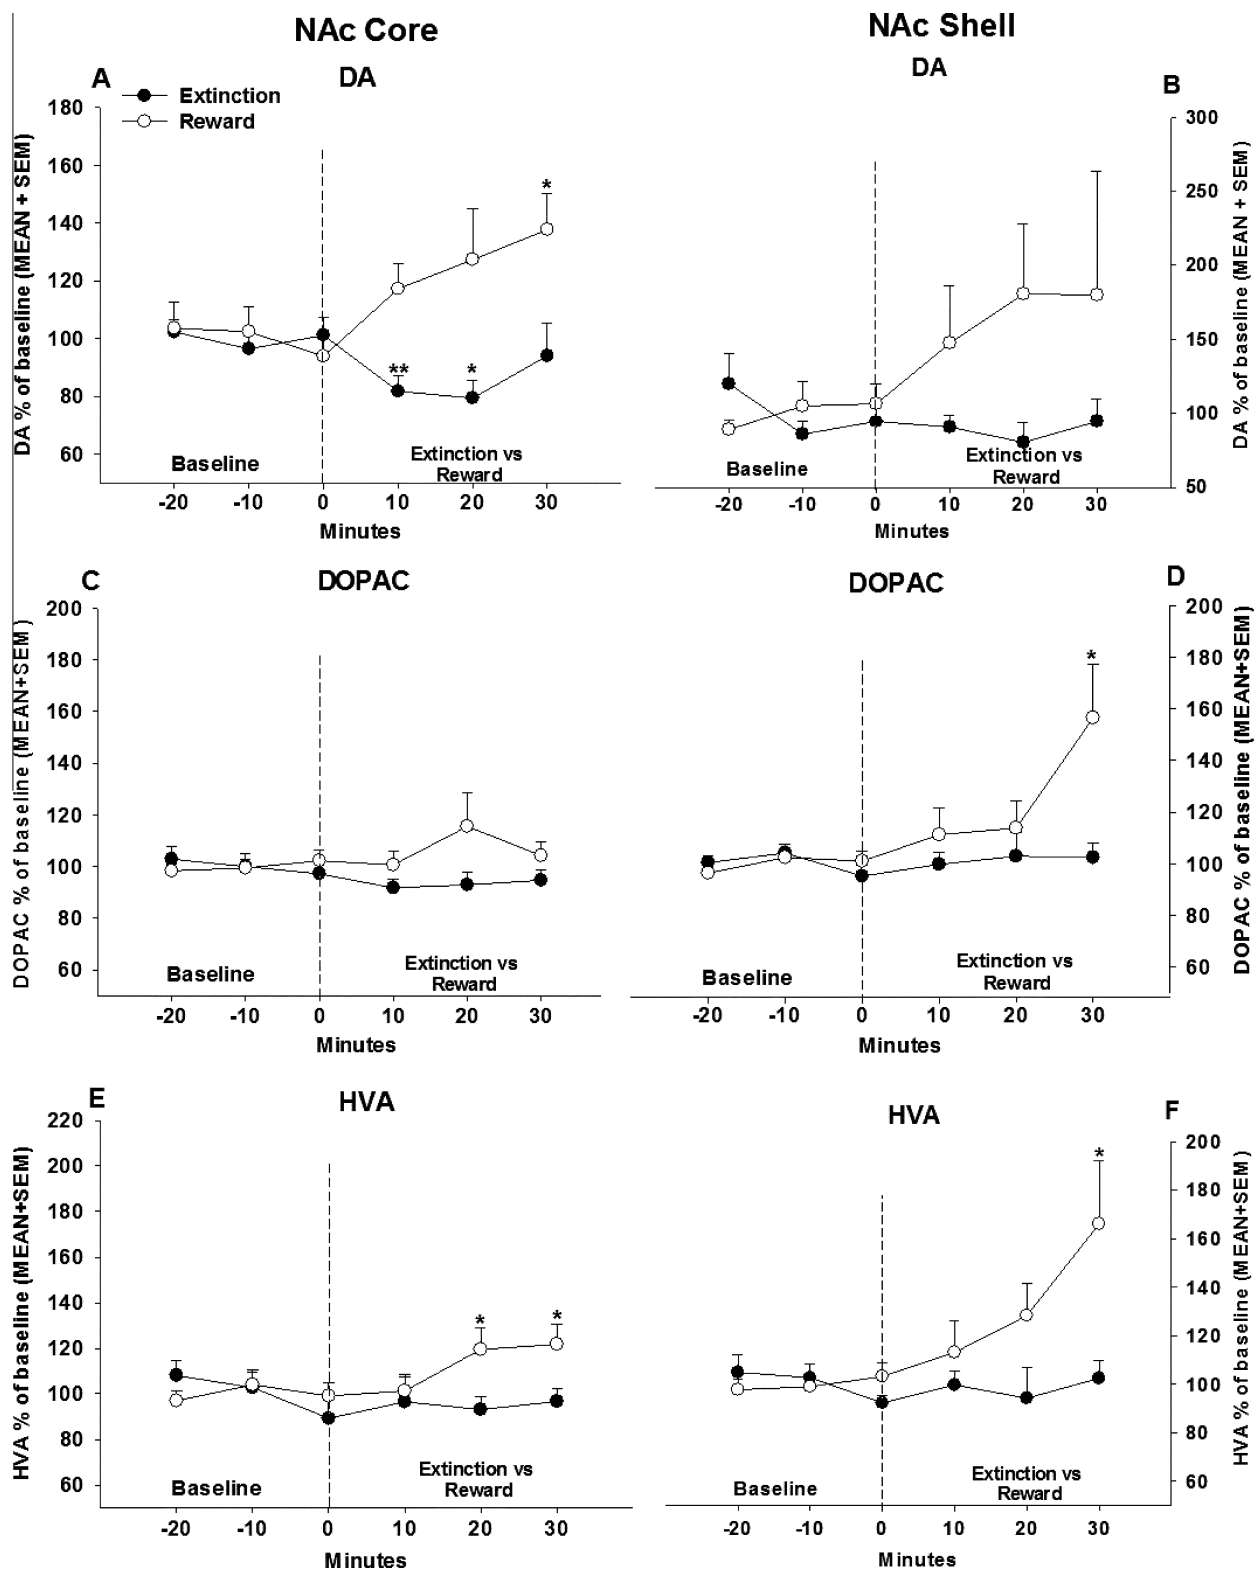 NAc Core
NAc Shell
A
DA
Extinction
Reward
180
160
140
120
100
80
60
DA % of baseline (MEAN + SEM)
**
*
*
Baseline
Extinction vs
Reward
-20 -10 0 10 20 30
Minutes
DA
B
300
250
200
150
100
50
DA % of baseline (MEAN + SEM)
Baseline
Extinction vs
Reward
-20 -10 0 10 20 30
Minutes
C
DOPAC
200
180
160
140
120
100
80
60
DOPAC % of baseline (MEAN+SEM)
Baseline
Extinction vs
Reward
-20 -10 0 10 20 30
Minutes
DOPAC
D
200
180
160
140
120
100
80
60
DOPAC % of baseline (MEAN+SEM)
*
Baseline
Extinction vs
Reward
-20 -10 0 10 20 30
Minutes
E
HVA
220
200
180
160
140
120
100
80
60
HVA % of baseline (MEAN+SEM)
*
*
Baseline
Extinction vs
Reward
-20 -10 0 10 20 30
Minutes
HVA
F
200
180
160
140
120
100
80
60
HVA % of baseline (MEAN+SEM)
*
Baseline
Extinction vs
Reward
-20 -10 0 10 20 30
Minutes